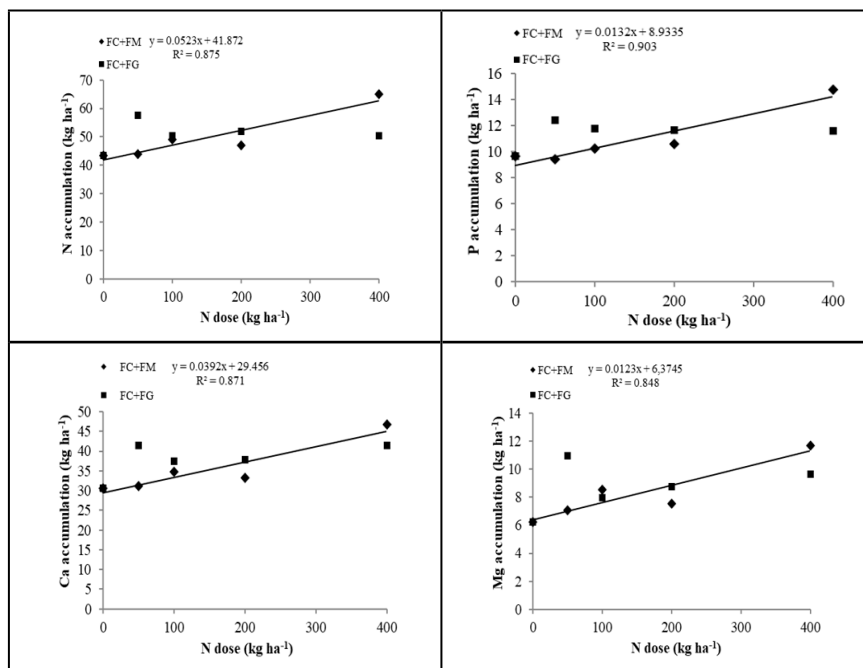 FC+FM y = 0.0523x + 41.872
R² = 0.875
FC+FG
N accumulation (kg ha⁻¹)
70
60
50
40
30
20
10
0
0 100 200 300 400
N dose (kg ha⁻¹)
FC+FM y = 0.0132x + 8.9335
R² = 0.903
FC+FG
P accumulation (kg ha⁻¹)
16
14
12
10
8
6
4
2
0
0 100 200 300 400
N dose (kg ha⁻¹)
FC+FM y = 0.0392x + 29.456
R² = 0.871
FC+FG
Ca accumulation (kg ha⁻¹)
50
45
40
35
30
25
20
15
10
5
0
0 100 200 300 400
N dose (kg ha⁻¹)
FC+FM y = 0.0123x + 6,3745
R² = 0.848
FC+FG
Mg accumulation (kg ha⁻¹)
14
12
10
8
6
4
2
0
0 100 200 300 400
N dose (kg ha⁻¹)